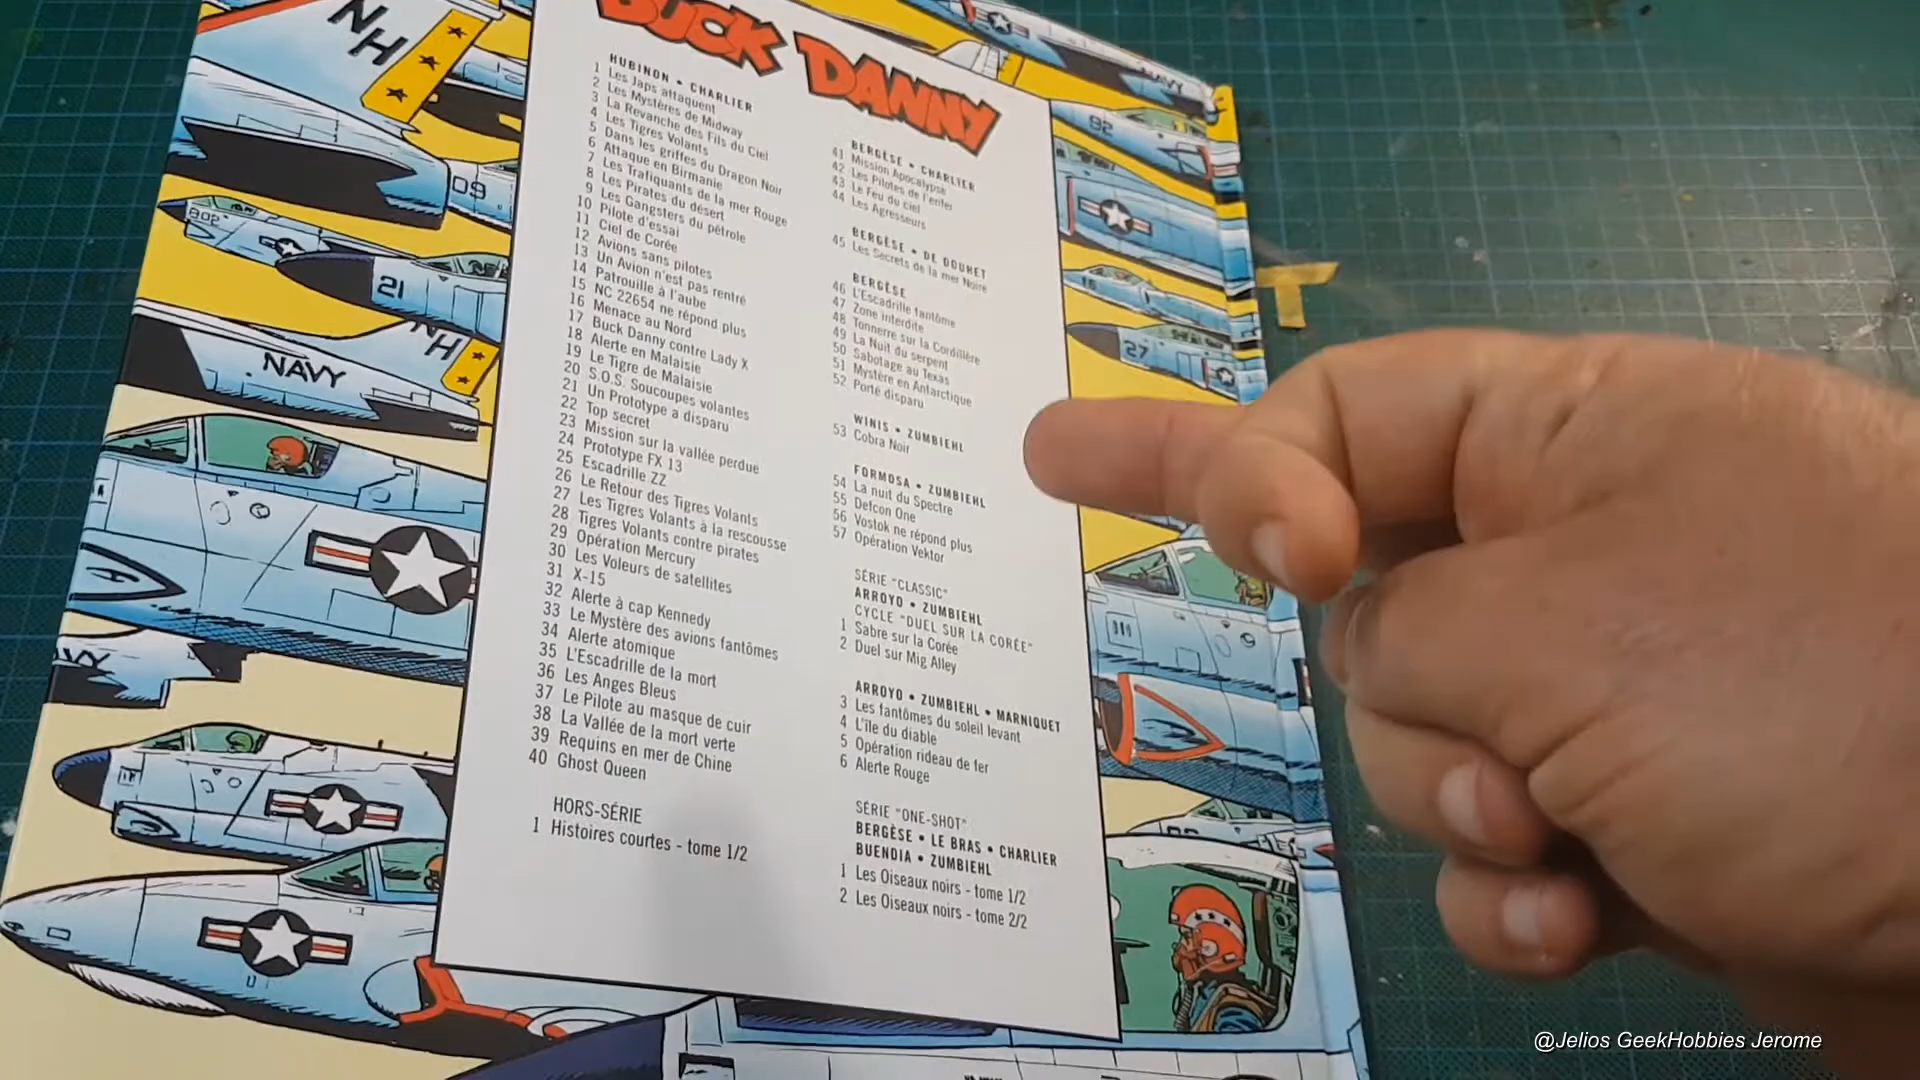 BUCK DANNY
HUBINON • CHARLIER
1 Les Japs attaquent
2 Les Mystères de Midway
3 La Revanche des Fils du Ciel
4 Les Tigres Volants
5 Dans les griffes du Dragon Noir
6 Attaque en Birmanie
7 Les Trafiquants de la mer Rouge
8 Les Pirates du désert
9 Les Gangsters du pétrole
10 Pilote d'essai
11 Ciel de Corée
12 Avions sans pilotes
13 Un Avion n'est pas rentré
14 Patrouille à l'aube
15 NC 22654 ne répond plus
16 Menace au Nord
17 Buck Danny contre Lady X
18 Alerte en Malaisie
19 Le Tigre de Malaisie
20 S.O.S. Soucoupes volantes
21 Un Prototype a disparu
22 Top secret
23 Mission sur la vallée perdue
24 Prototype FX 13
25 Escadrille ZZ
26 Le Retour des Tigres Volants
27 Les Tigres Volants à la rescousse
28 Tigres Volants contre pirates
29 Opération Mercury
30 Les Voleurs de satellites
31 X-15
32 Alerte à cap Kennedy
33 Le Mystère des avions fantômes
34 Alerte atomique
35 L'Escadrille de la mort
36 Les Anges Bleus
37 Le Pilote au masque de cuir
38 La Vallée de la mort verte
39 Requins en mer de Chine
40 Ghost Queen
HORS-SÉRIE
1 Histoires courtes - tome 1/2
BERGÈSE • CHARLIER
41 Mission Apocalypse
42 Les Pilotes de l'enfer
43 Le Feu du ciel
44 Les Agresseurs
BERGÈSE • DE DOUHET
45 Les Secrets de la mer Noire
BERGÈSE
46 L'Escadrille fantôme
47 Zone interdite
48 Tonnerre sur la Cordillère
49 La Nuit du serpent
50 Sabotage au Texas
51 Mystère en Antarctique
52 Porté disparu
WINIS • ZUMBIEHL
53 Cobra Noir
FORMOSA • ZUMBIEHL
54 La nuit du Spectre
55 Defcon One
56 Vostok ne répond plus
57 Opération Vektor
SÉRIE "CLASSIC"
ARROYO • ZUMBIEHL
CYCLE "DUEL SUR LA CORÉE"
1 Sabre sur la Corée
2 Duel sur Mig Alley
ARROYO • ZUMBIEHL • MARNIQUET
3 Les fantômes du soleil levant
4 L'île du diable
5 Opération rideau de fer
6 Alerte Rouge
SÉRIE "ONE-SHOT"
BERGÈSE • LE BRAS • CHARLIER
BUENDIA • ZUMBIEHL
1 Les Oiseaux noirs - tome 1/2
2 Les Oiseaux noirs - tome 2/2
NH
09
802
21
NH
NAVY
NAVY
92
27
@Jelios GeekHobbies Jerome